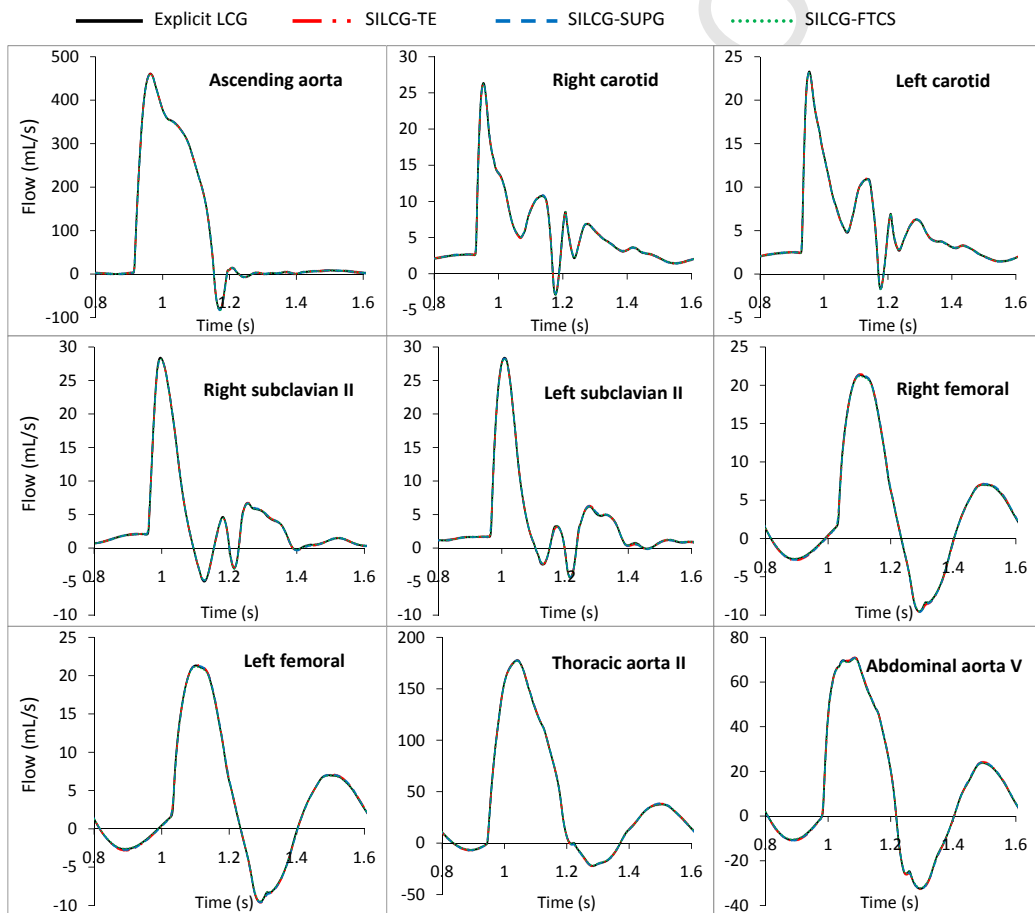 Explicit LCG SILCG-TE SILCG-SUPG SILCG-FTCS
Ascending aorta
Flow (mL/s)
500
400
300
200
100
0
-100
0.8 1 1.2 1.4 1.6
Time (s)
Right carotid
30
25
20
15
10
5
0
-5
0.8 1 1.2 1.4 1.6
Time (s)
Left carotid
25
20
15
10
5
0
-5
0.8 1 1.2 1.4 1.6
Time (s)
Right subclavian II
Flow (mL/s)
30
25
20
15
10
5
0
-5
-10
0.8 1 1.2 1.4 1.6
Time (s)
Left subclavian II
30
25
20
15
10
5
0
-5
-10
0.8 1 1.2 1.4 1.6
Time (s)
Right femoral
25
20
15
10
5
0
-5
-10
0.8 1 1.2 1.4 1.6
Time (s)
Left femoral
Flow (mL/s)
25
20
15
10
5
0
-5
-10
0.8 1 1.2 1.4 1.6
Time (s)
Thoracic aorta II
200
150
100
50
0
-50
0.8 1 1.2 1.4 1.6
Time (s)
Abdominal aorta V
80
60
40
20
0
-20
-40
0.8 1 1.2 1.4 1.6
Time (s)